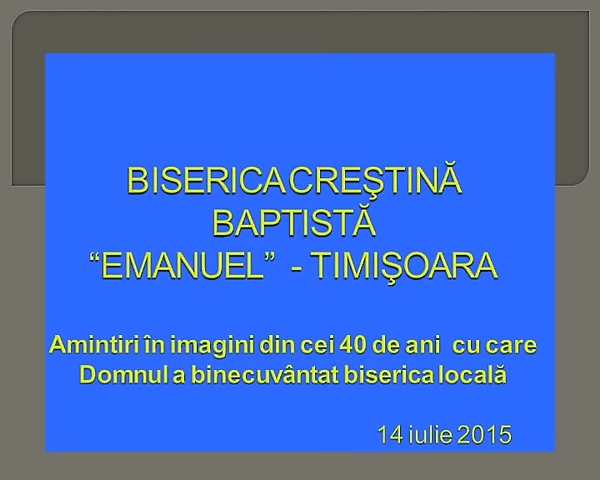 BISERICA CREŞTINĂ
BAPTISTĂ
“EMANUEL” - TIMIŞOARA
Amintiri în imagini din cei 40 de ani cu care
Domnul a binecuvântat biserica locală
14 iulie 2015